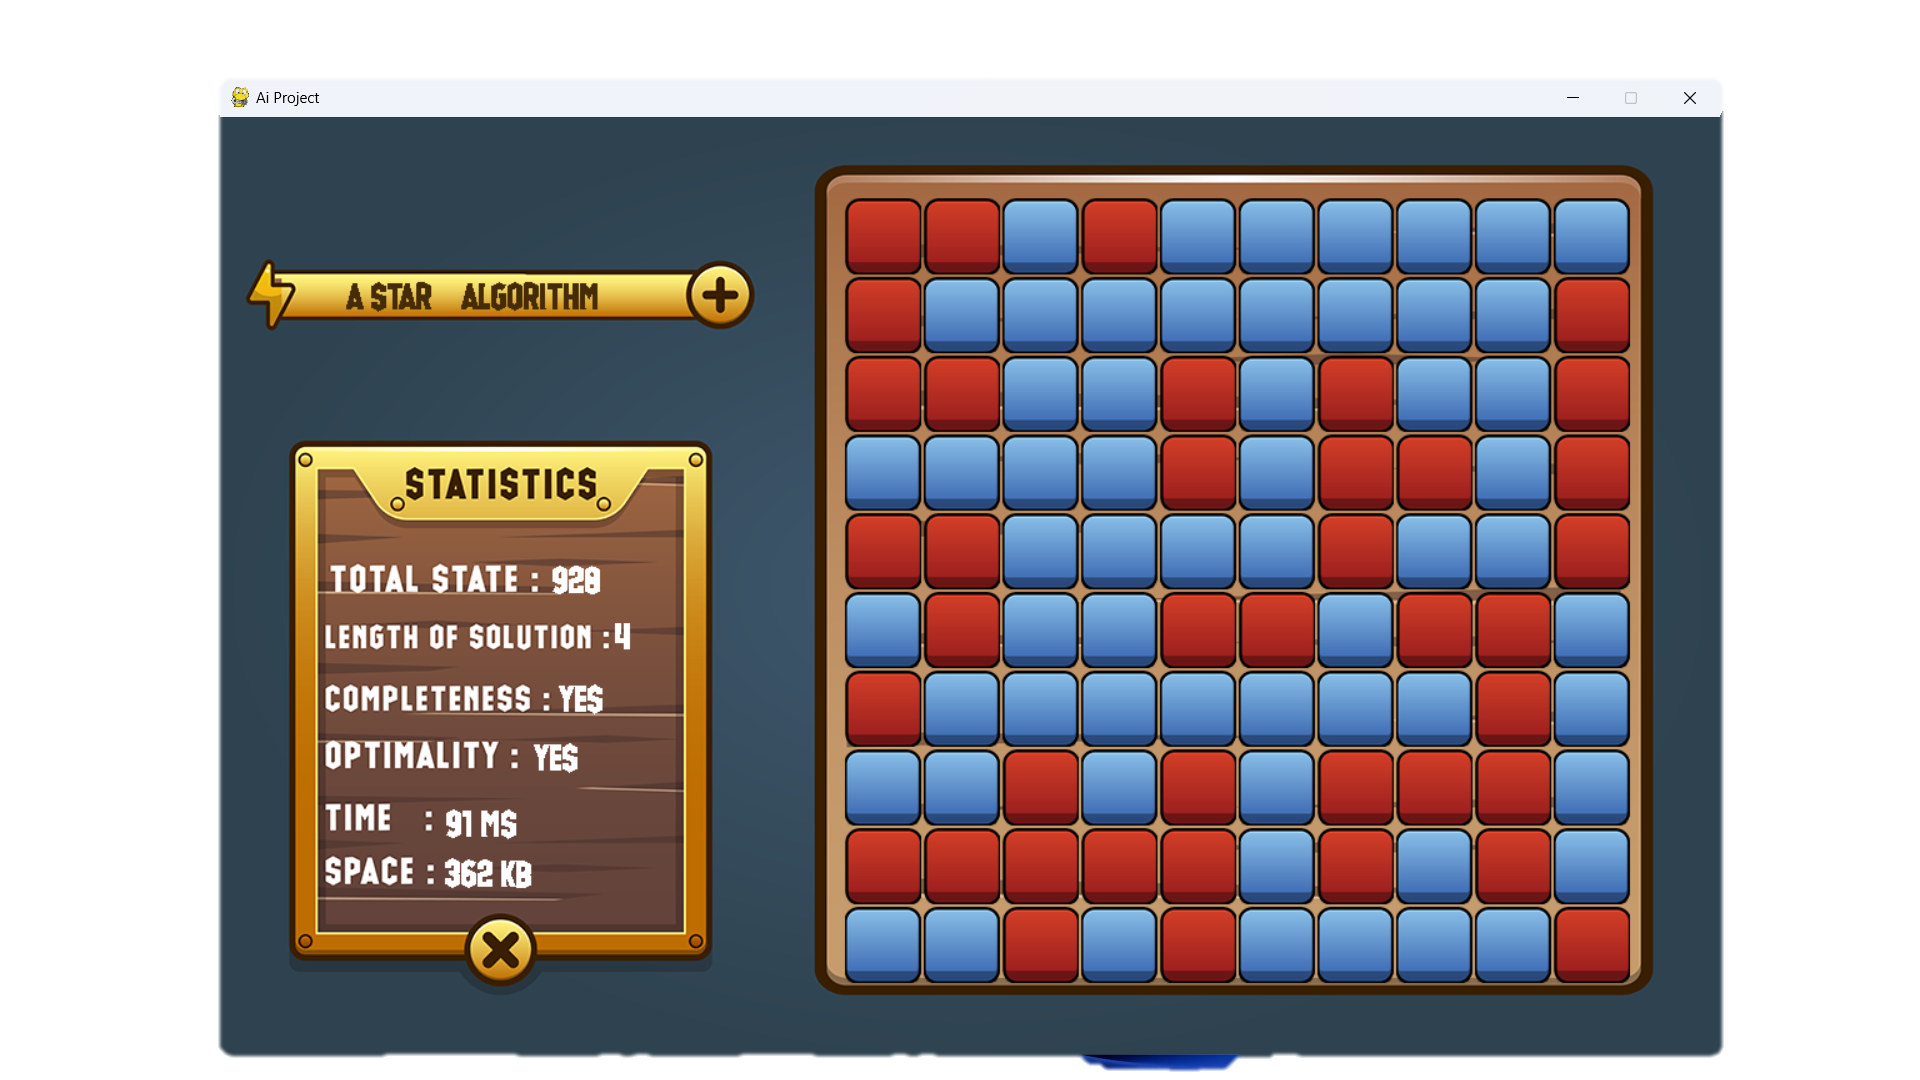 Ai Project
A STAR ALGORITHM
STATISTICS
TOTAL STATE : 928
LENGTH OF SOLUTION :4
COMPLETENESS : YES
OPTIMALITY : YES
TIME : 91 MS
SPACE : 362 KB